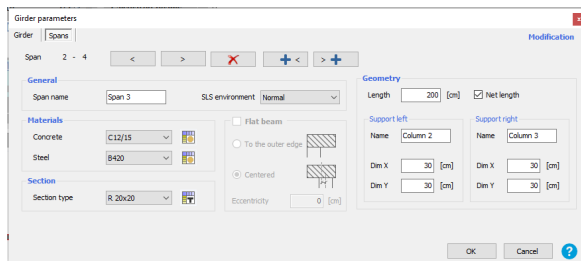 Girder parameters
Girder Spans
Modification
Span 2 - 4 < > + < > +
General
Span name Span 3 SLS environment Normal
Materials
Concrete C12/15
Steel B420
Section
Section type R 20x20
Flat beam
To the outer edge
Centered
Eccentricity 0 [cm]
Geometry
Length 200 [cm] Net length
Support left
Name Column 2
Dim X 30 [cm]
Dim Y 30 [cm]
Support right
Name Column 3
Dim X 30 [cm]
Dim Y 30 [cm]
OK Cancel ?